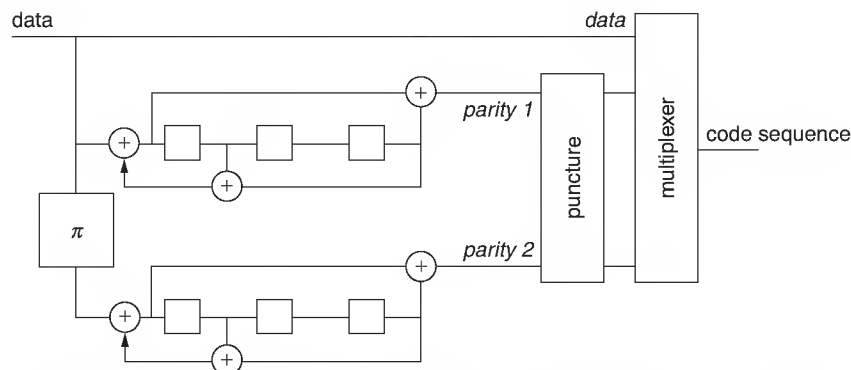 data
data
parity 1
puncture
multiplexer
code sequence
π
parity 2
+
+
+
+
+
+